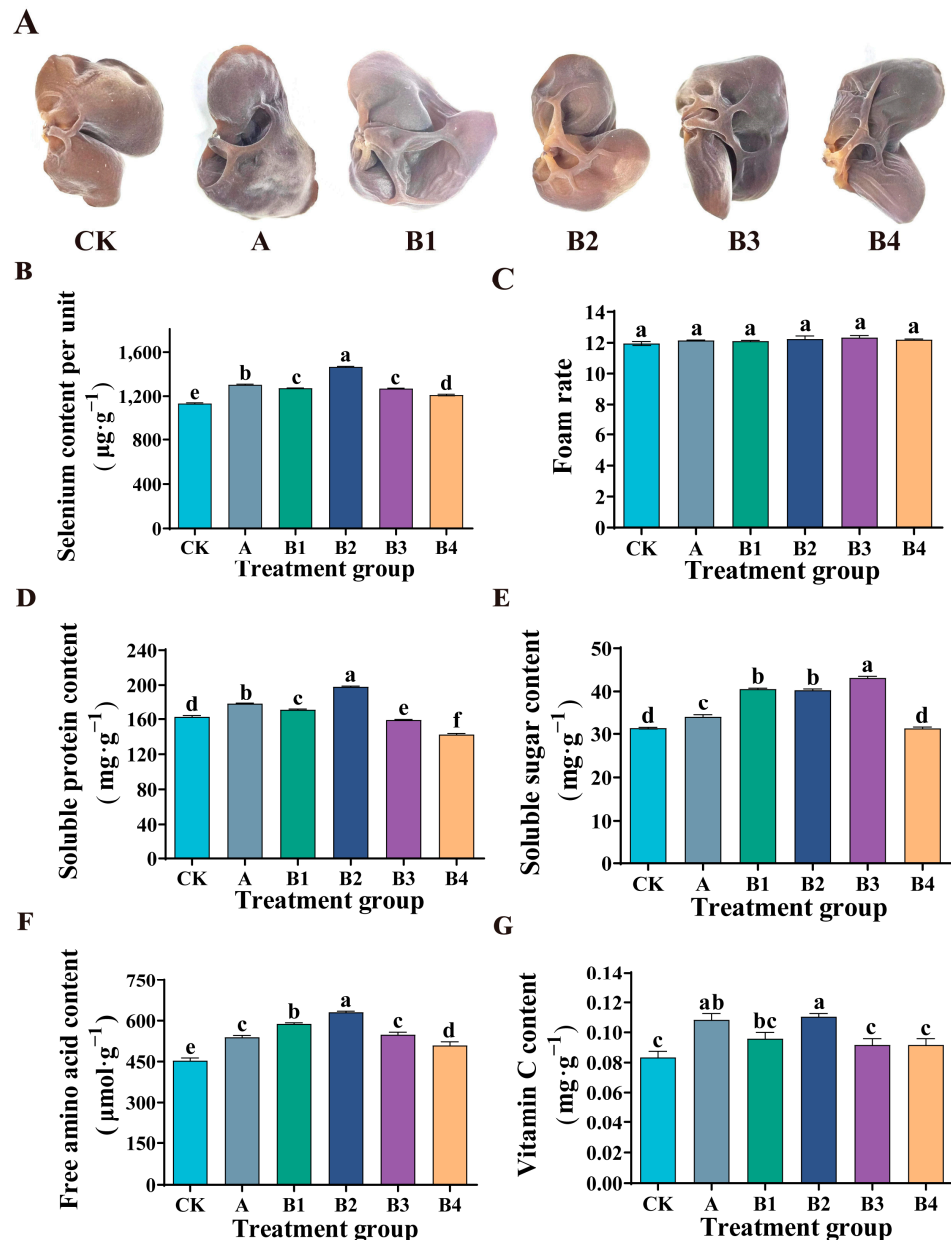 A
CK A B1 B2 B3 B4
B
Selenium content per unit
( μg·g⁻¹)
1,600
1,200
800
400
0
e b c a c d
CK A B1 B2 B3 B4
Treatment group
C
Foam rate
14
12
10
8
6
4
2
0
a a a a a a
CK A B1 B2 B3 B4
Treatment group
D
Soluble protein content
( mg·g⁻¹)
240
200
160
120
80
40
0
d b c a e f
CK A B1 B2 B3 B4
Treatment group
E
Soluble sugar content
(mg·g⁻¹)
50
40
30
20
10
0
d c b b a d
CK A B1 B2 B3 B4
Treatment group
F
Free amino acid content
( μmol·g⁻¹)
750
600
450
300
150
0
e c b a c d
CK A B1 B2 B3 B4
Treatment group
G
Vitamin C content
(mg·g⁻¹)
0.14
0.12
0.10
0.08
0.06
0.04
0.02
0.00
c ab bc a c c
CK A B1 B2 B3 B4
Treatment group